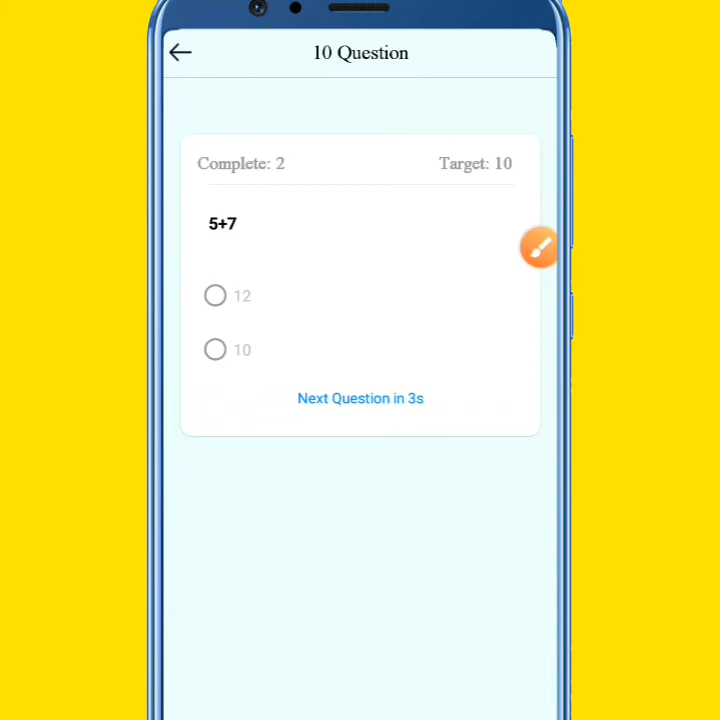 10 Question
Complete: 2 Target: 10
5+7
12
10
Next Question in 3s